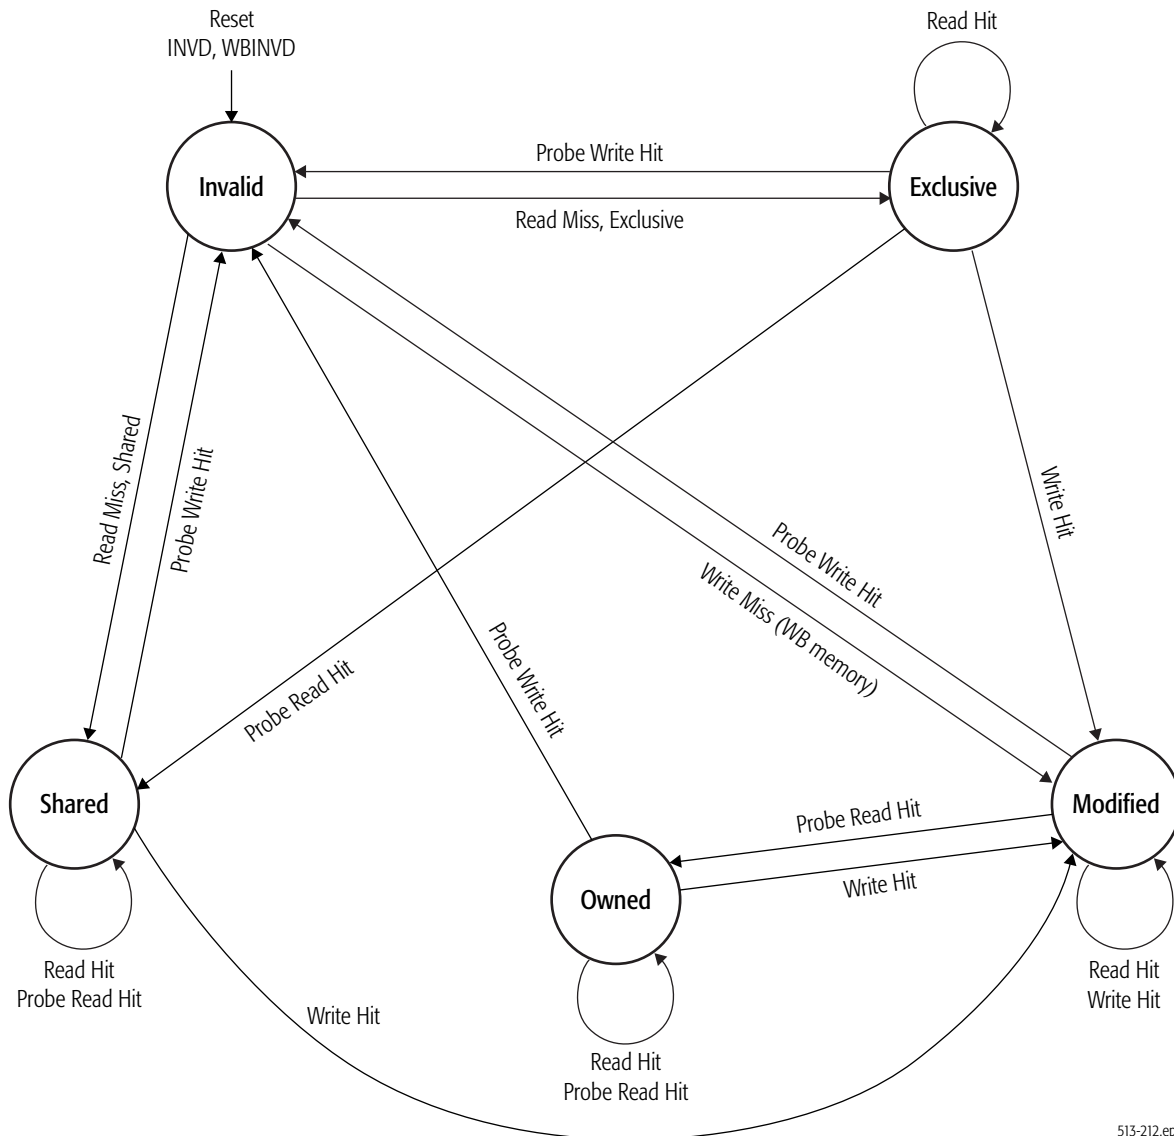 Reset
INVD, WBINVD
Read Hit
Invalid
Probe Write Hit
Exclusive
Read Miss, Exclusive
Read Miss, Shared
Probe Write Hit
Probe Read Hit
Probe Write Hit
Write Miss (WB memory)
Probe Write Hit
Write Hit
Shared
Read Hit
Probe Read Hit
Write Hit
Owned
Read Hit
Probe Read Hit
Probe Read Hit
Write Hit
Modified
Read Hit
Write Hit
513-212.ep